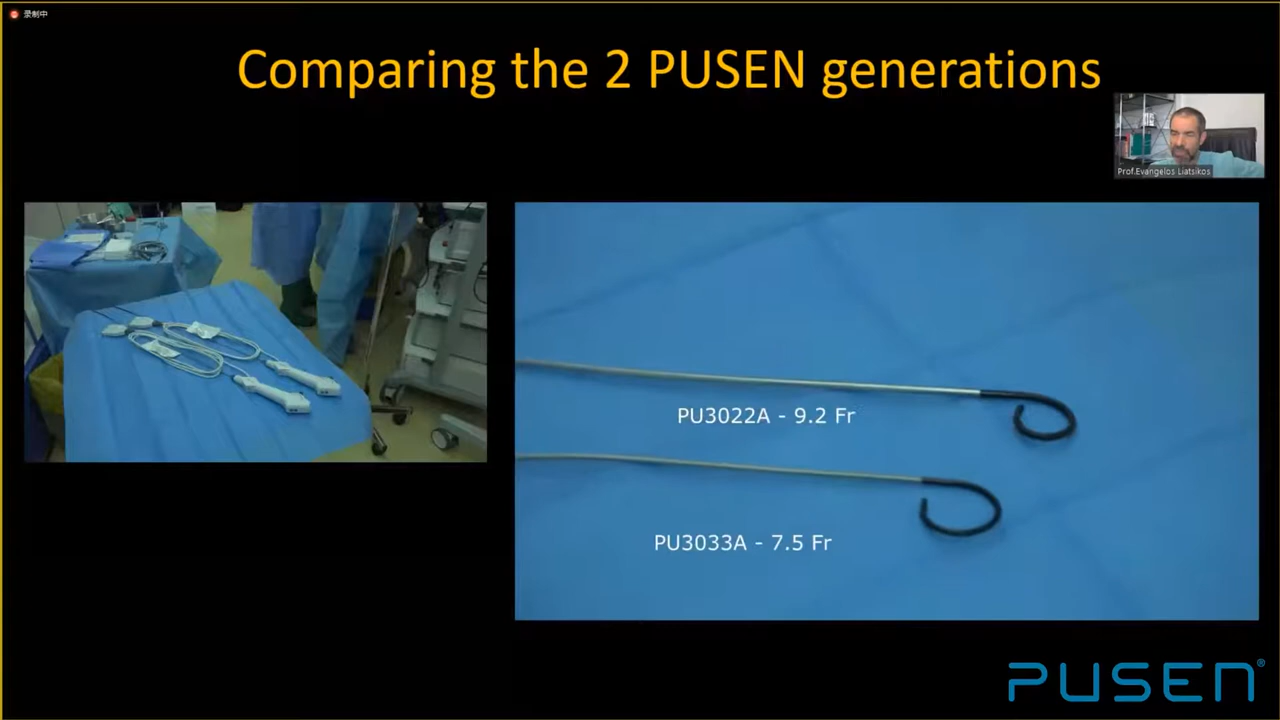 录制中
Comparing the 2 PUSEN generations
Prof.Evangelos Liatsikos
PU3022A - 9.2 Fr
PU3033A - 7.5 Fr
PUSEN®